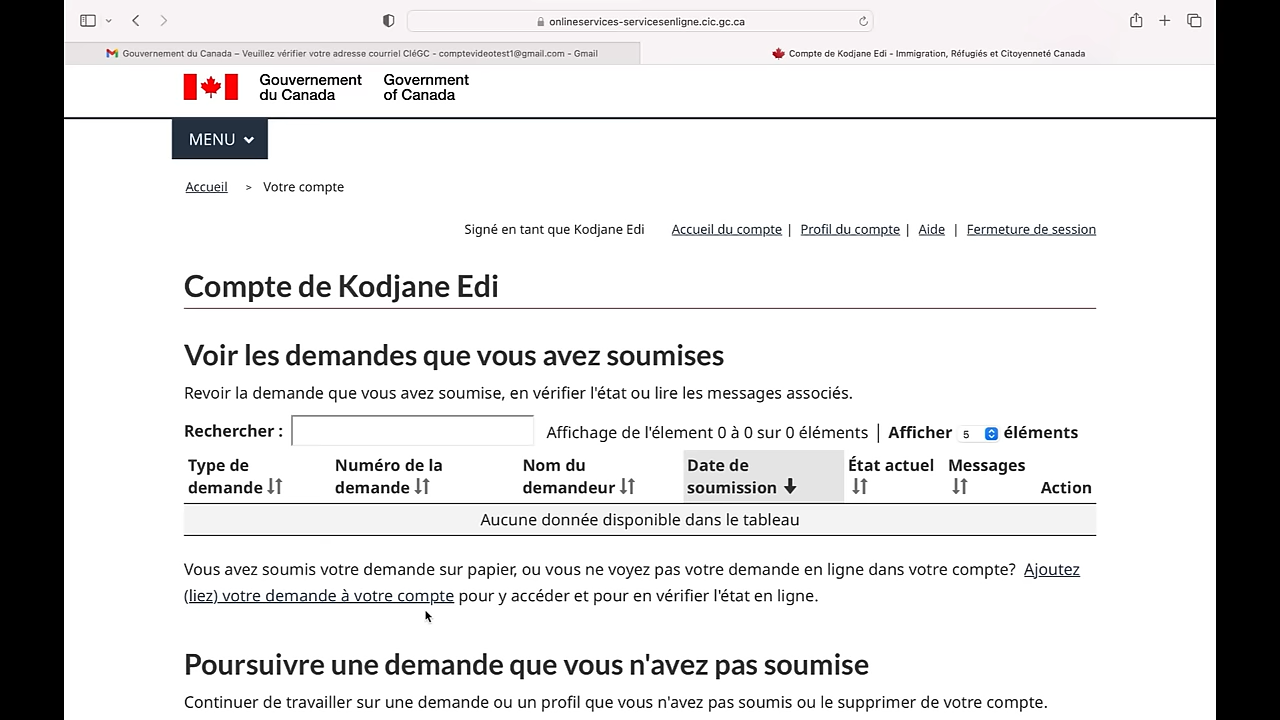 onlineservices-servicesenligne.cic.gc.ca
Gouvernement du Canada – Veuillez vérifier votre adresse courriel CléGC - comptevideotest1@gmail.com - Gmail
Compte de Kodjane Edi - Immigration, Réfugiés et Citoyenneté Canada
Gouvernement Government
du Canada of Canada
MENU
Accueil > Votre compte
Signé en tant que Kodjane Edi Accueil du compte | Profil du compte | Aide | Fermeture de session
Compte de Kodjane Edi
Voir les demandes que vous avez soumises
Revoir la demande que vous avez soumise, en vérifier l'état ou lire les messages associés.
Rechercher : Affichage de l'élement 0 à 0 sur 0 éléments | Afficher 5 éléments
Type de Numéro de la Nom du Date de État actuel Messages
demande demande demandeur soumission Action
Aucune donnée disponible dans le tableau
Vous avez soumis votre demande sur papier, ou vous ne voyez pas votre demande en ligne dans votre compte? Ajoutez
(liez) votre demande à votre compte pour y accéder et pour en vérifier l'état en ligne.
Poursuivre une demande que vous n'avez pas soumise
Continuer de travailler sur une demande ou un profil que vous n'avez pas soumis ou le supprimer de votre compte.